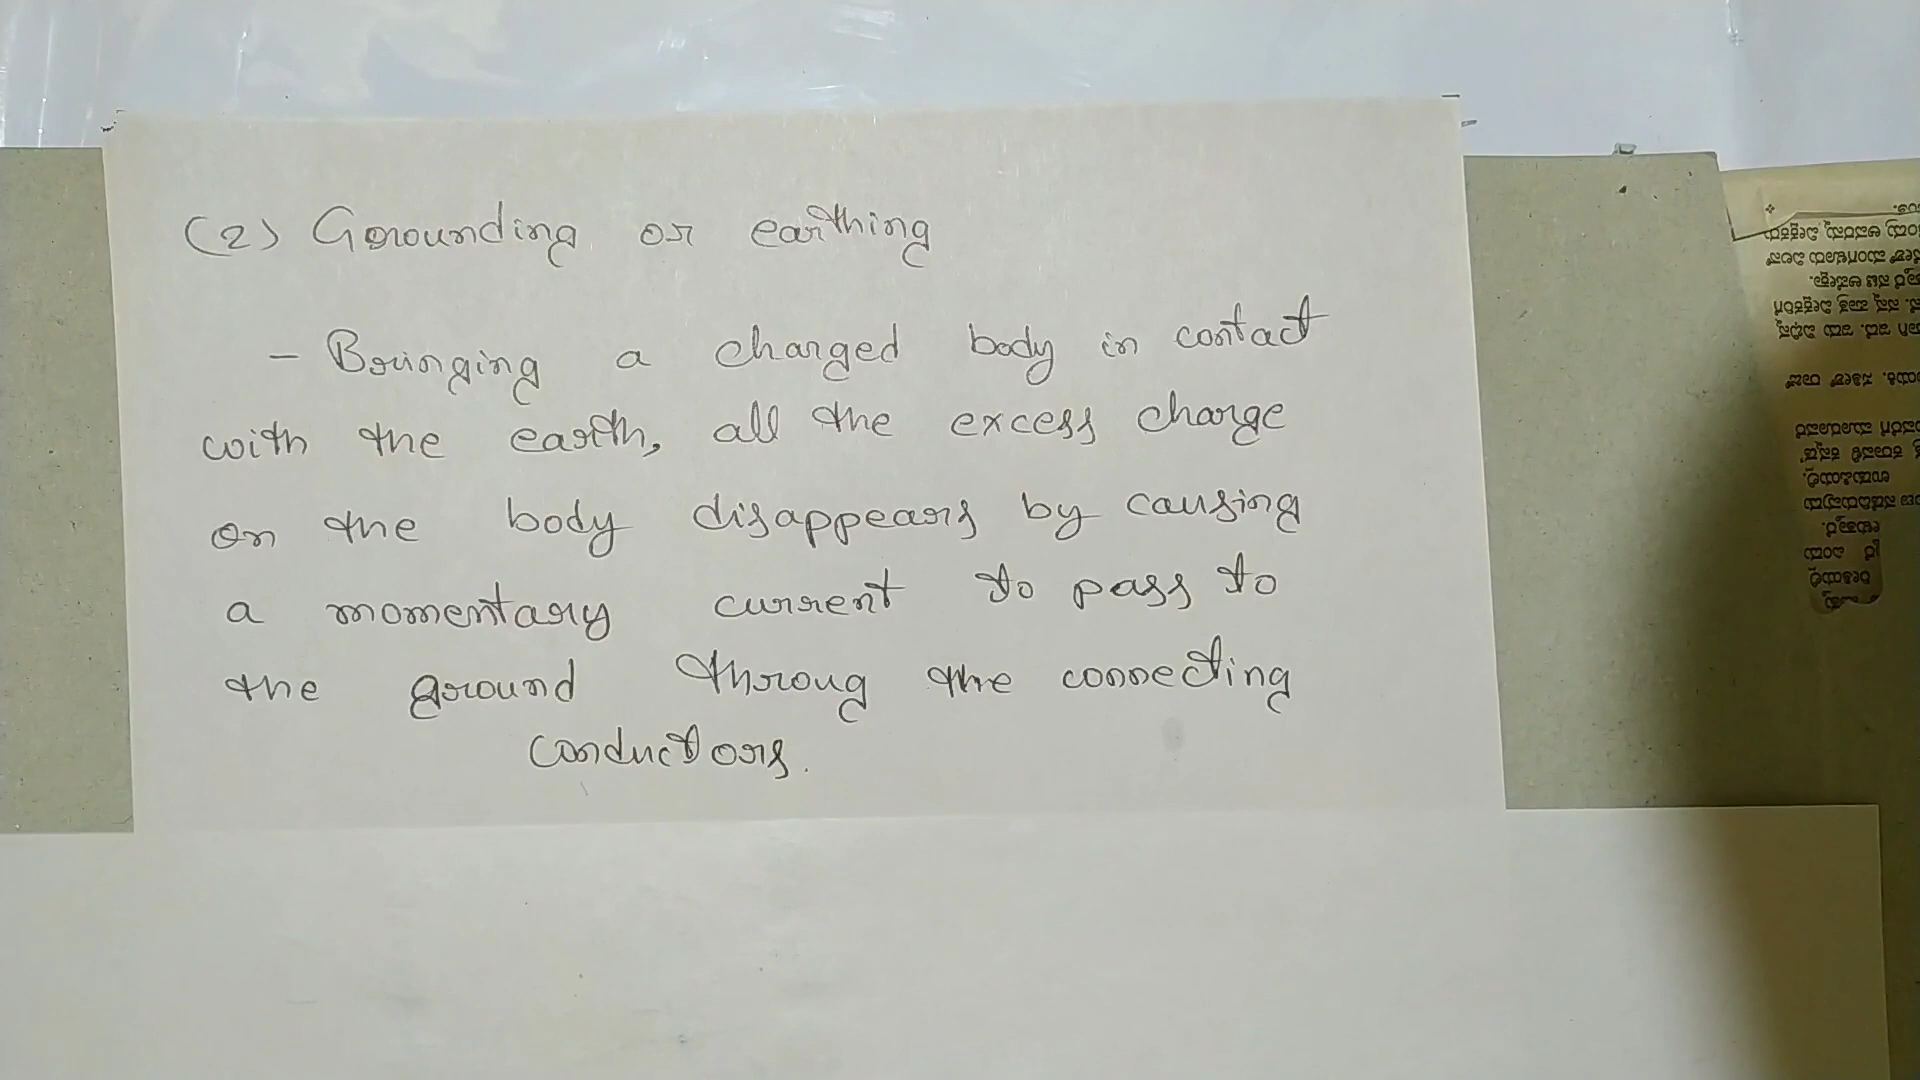 (2) Grounding or earthing
- Bringing a charged body in contact
with the earth, all the excess charge
on the body disappears by causing
a momentary current to pass to
the ground throug the connecting
conductors.